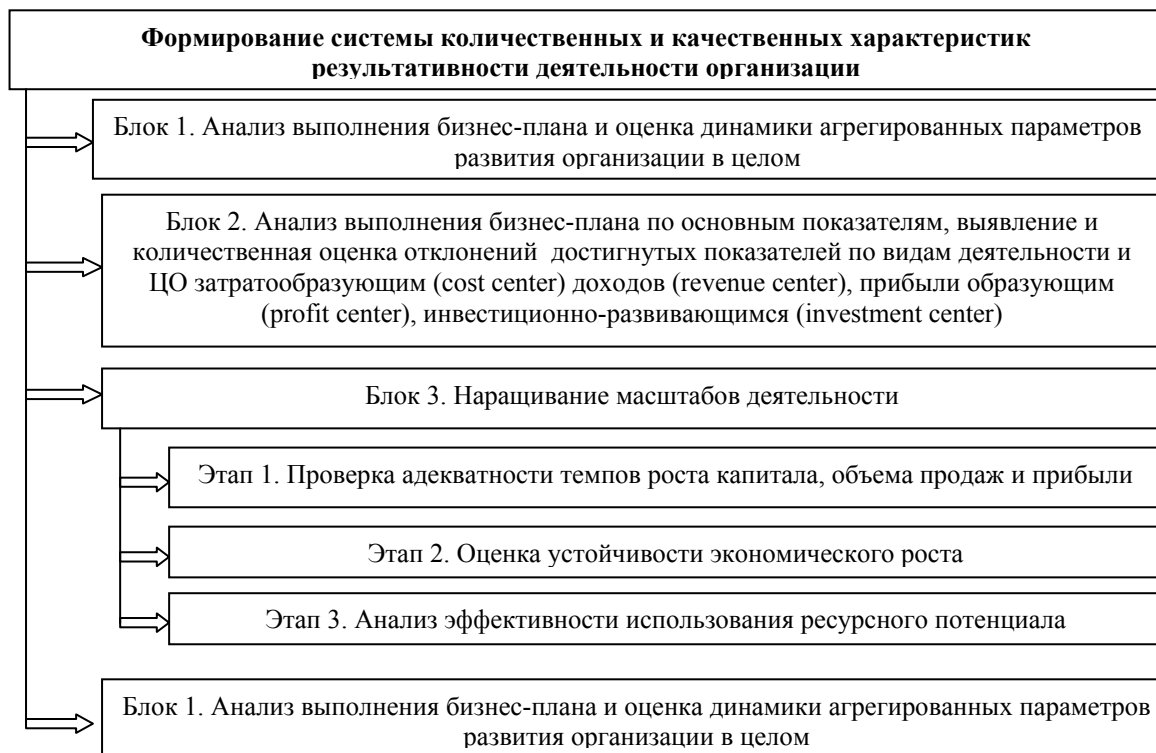 Формирование системы количественных и качественных характеристик
результативности деятельности организации
Блок 1. Анализ выполнения бизнес-плана и оценка динамики агрегированных параметров
развития организации в целом
Блок 2. Анализ выполнения бизнес-плана по основным показателям, выявление и
количественная оценка отклонений достигнутых показателей по видам деятельности и
ЦО затратообразующим (cost center) доходов (revenue center), прибыли образующим
(profit center), инвестиционно-развивающимся (investment center)
Блок 3. Наращивание масштабов деятельности
Этап 1. Проверка адекватности темпов роста капитала, объема продаж и прибыли
Этап 2. Оценка устойчивости экономического роста
Этап 3. Анализ эффективности использования ресурсного потенциала
Блок 1. Анализ выполнения бизнес-плана и оценка динамики агрегированных параметров
развития организации в целом